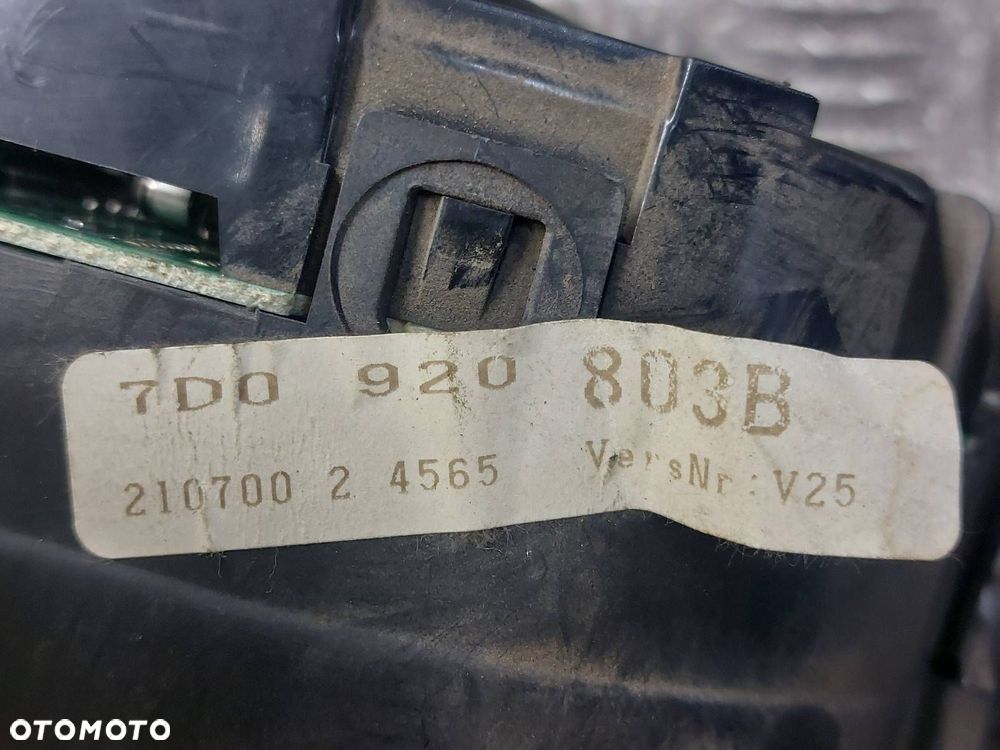 7D0 920 803B
210700 2 4565 VersNr.: V25
OTOMOTO